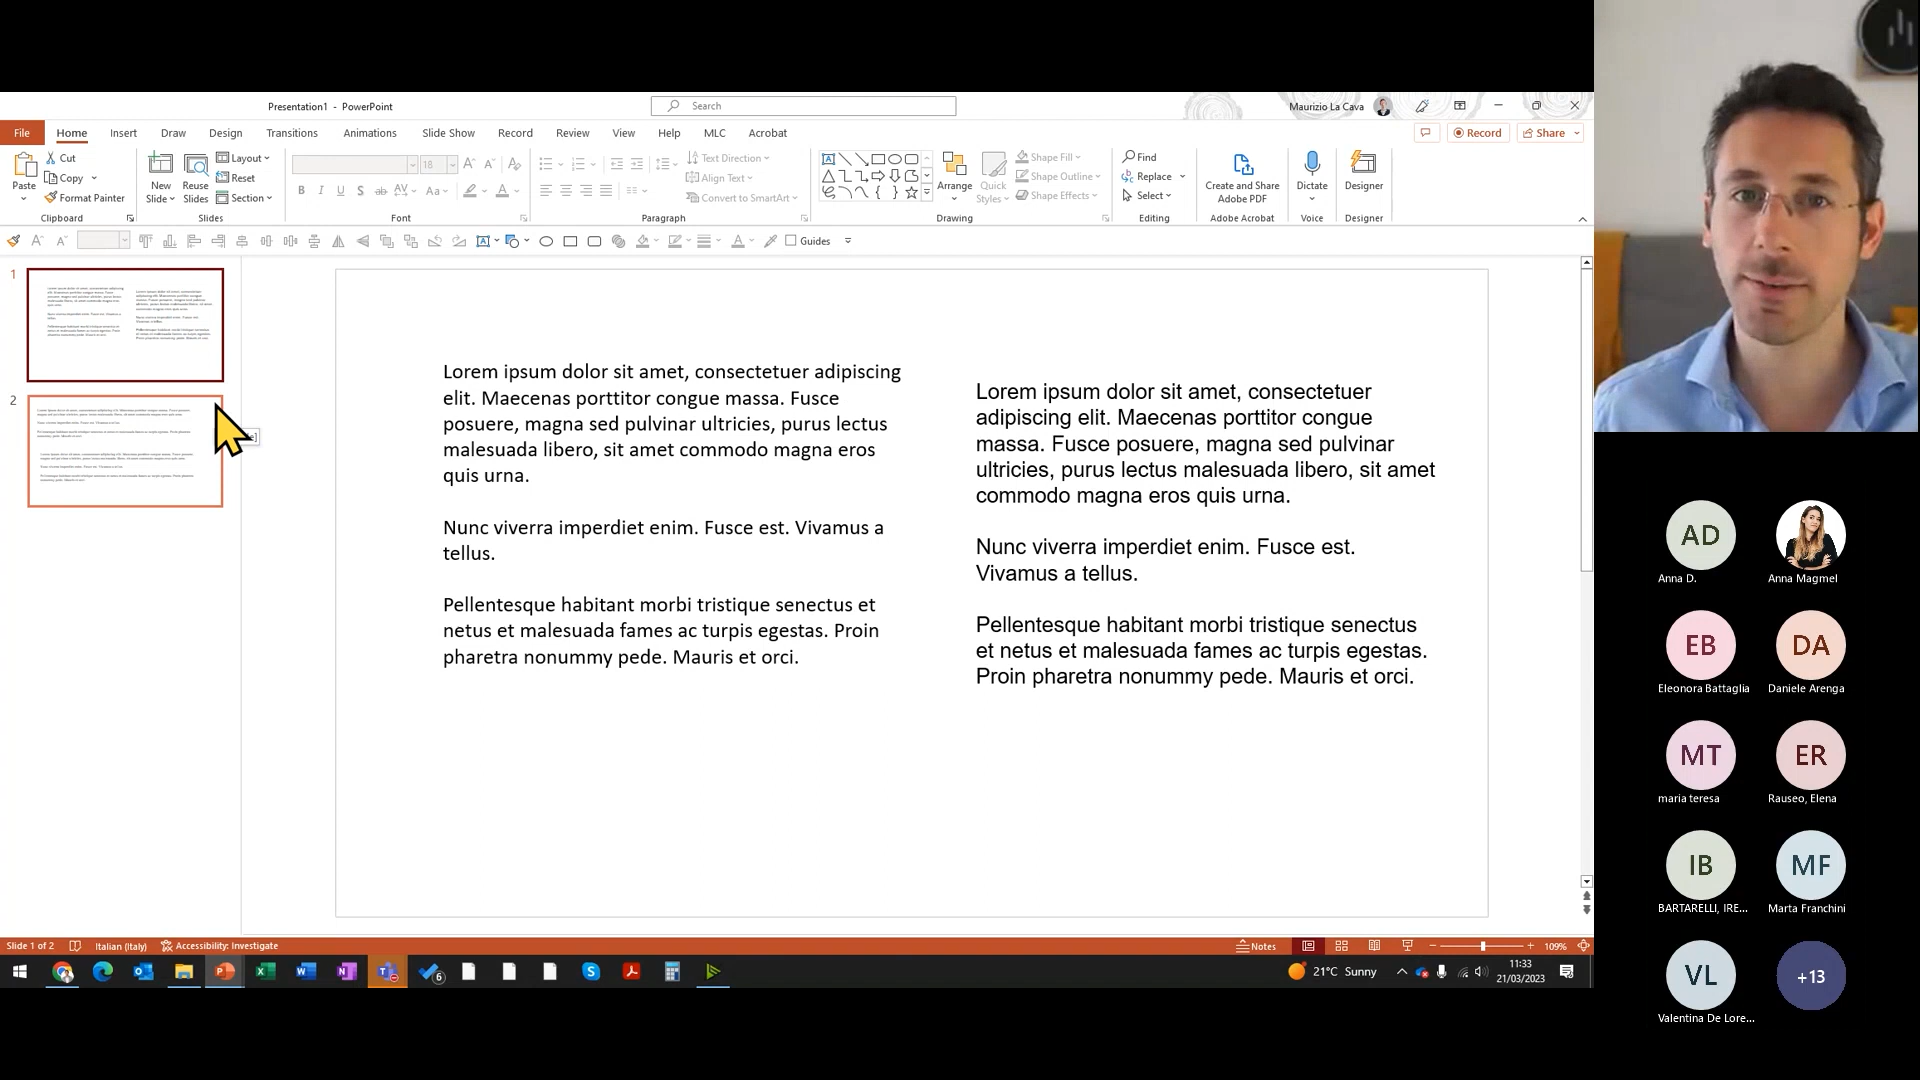 Presentation1 - PowerPoint
Search
Maurizio La Cava
File Home Insert Draw Design Transitions Animations Slide Show Record Review View Help MLC Acrobat
Record Share
Paste
Cut
Copy
Format Painter
Clipboard
New Slide
Reuse Slides
Layout
Reset
Section
Slides
18
Font
Text Direction
Align Text
Convert to SmartArt
Paragraph
Arrange
Quick Styles
Shape Fill
Shape Outline
Shape Effects
Drawing
Find
Replace
Select
Editing
Create and Share Adobe PDF
Adobe Acrobat
Dictate
Voice
Designer
Designer
Guides
1
2
Lorem ipsum dolor sit amet, consectetuer adipiscing
elit. Maecenas porttitor congue massa. Fusce
posuere, magna sed pulvinar ultricies, purus lectus
malesuada libero, sit amet commodo magna eros
quis urna.
Nunc viverra imperdiet enim. Fusce est. Vivamus a
tellus.
Pellentesque habitant morbi tristique senectus et
netus et malesuada fames ac turpis egestas. Proin
pharetra nonummy pede. Mauris et orci.
Lorem ipsum dolor sit amet, consectetuer
adipiscing elit. Maecenas porttitor congue
massa. Fusce posuere, magna sed pulvinar
ultricies, purus lectus malesuada libero, sit amet
commodo magna eros quis urna.
Nunc viverra imperdiet enim. Fusce est.
Vivamus a tellus.
Pellentesque habitant morbi tristique senectus
et netus et malesuada fames ac turpis egestas.
Proin pharetra nonummy pede. Mauris et orci.
Slide 1 of 2
Italian (Italy)
Accessibility: Investigate
Notes
109%
6
21°C Sunny
11:33
21/03/2023
AD
Anna D.
Anna Magmel
EB
Eleonora Battaglia
DA
Daniele Arenga
MT
maria teresa
ER
Rauseo, Elena
IB
BARTARELLI, IRE...
MF
Marta Franchini
VL
Valentina De Lore...
+13